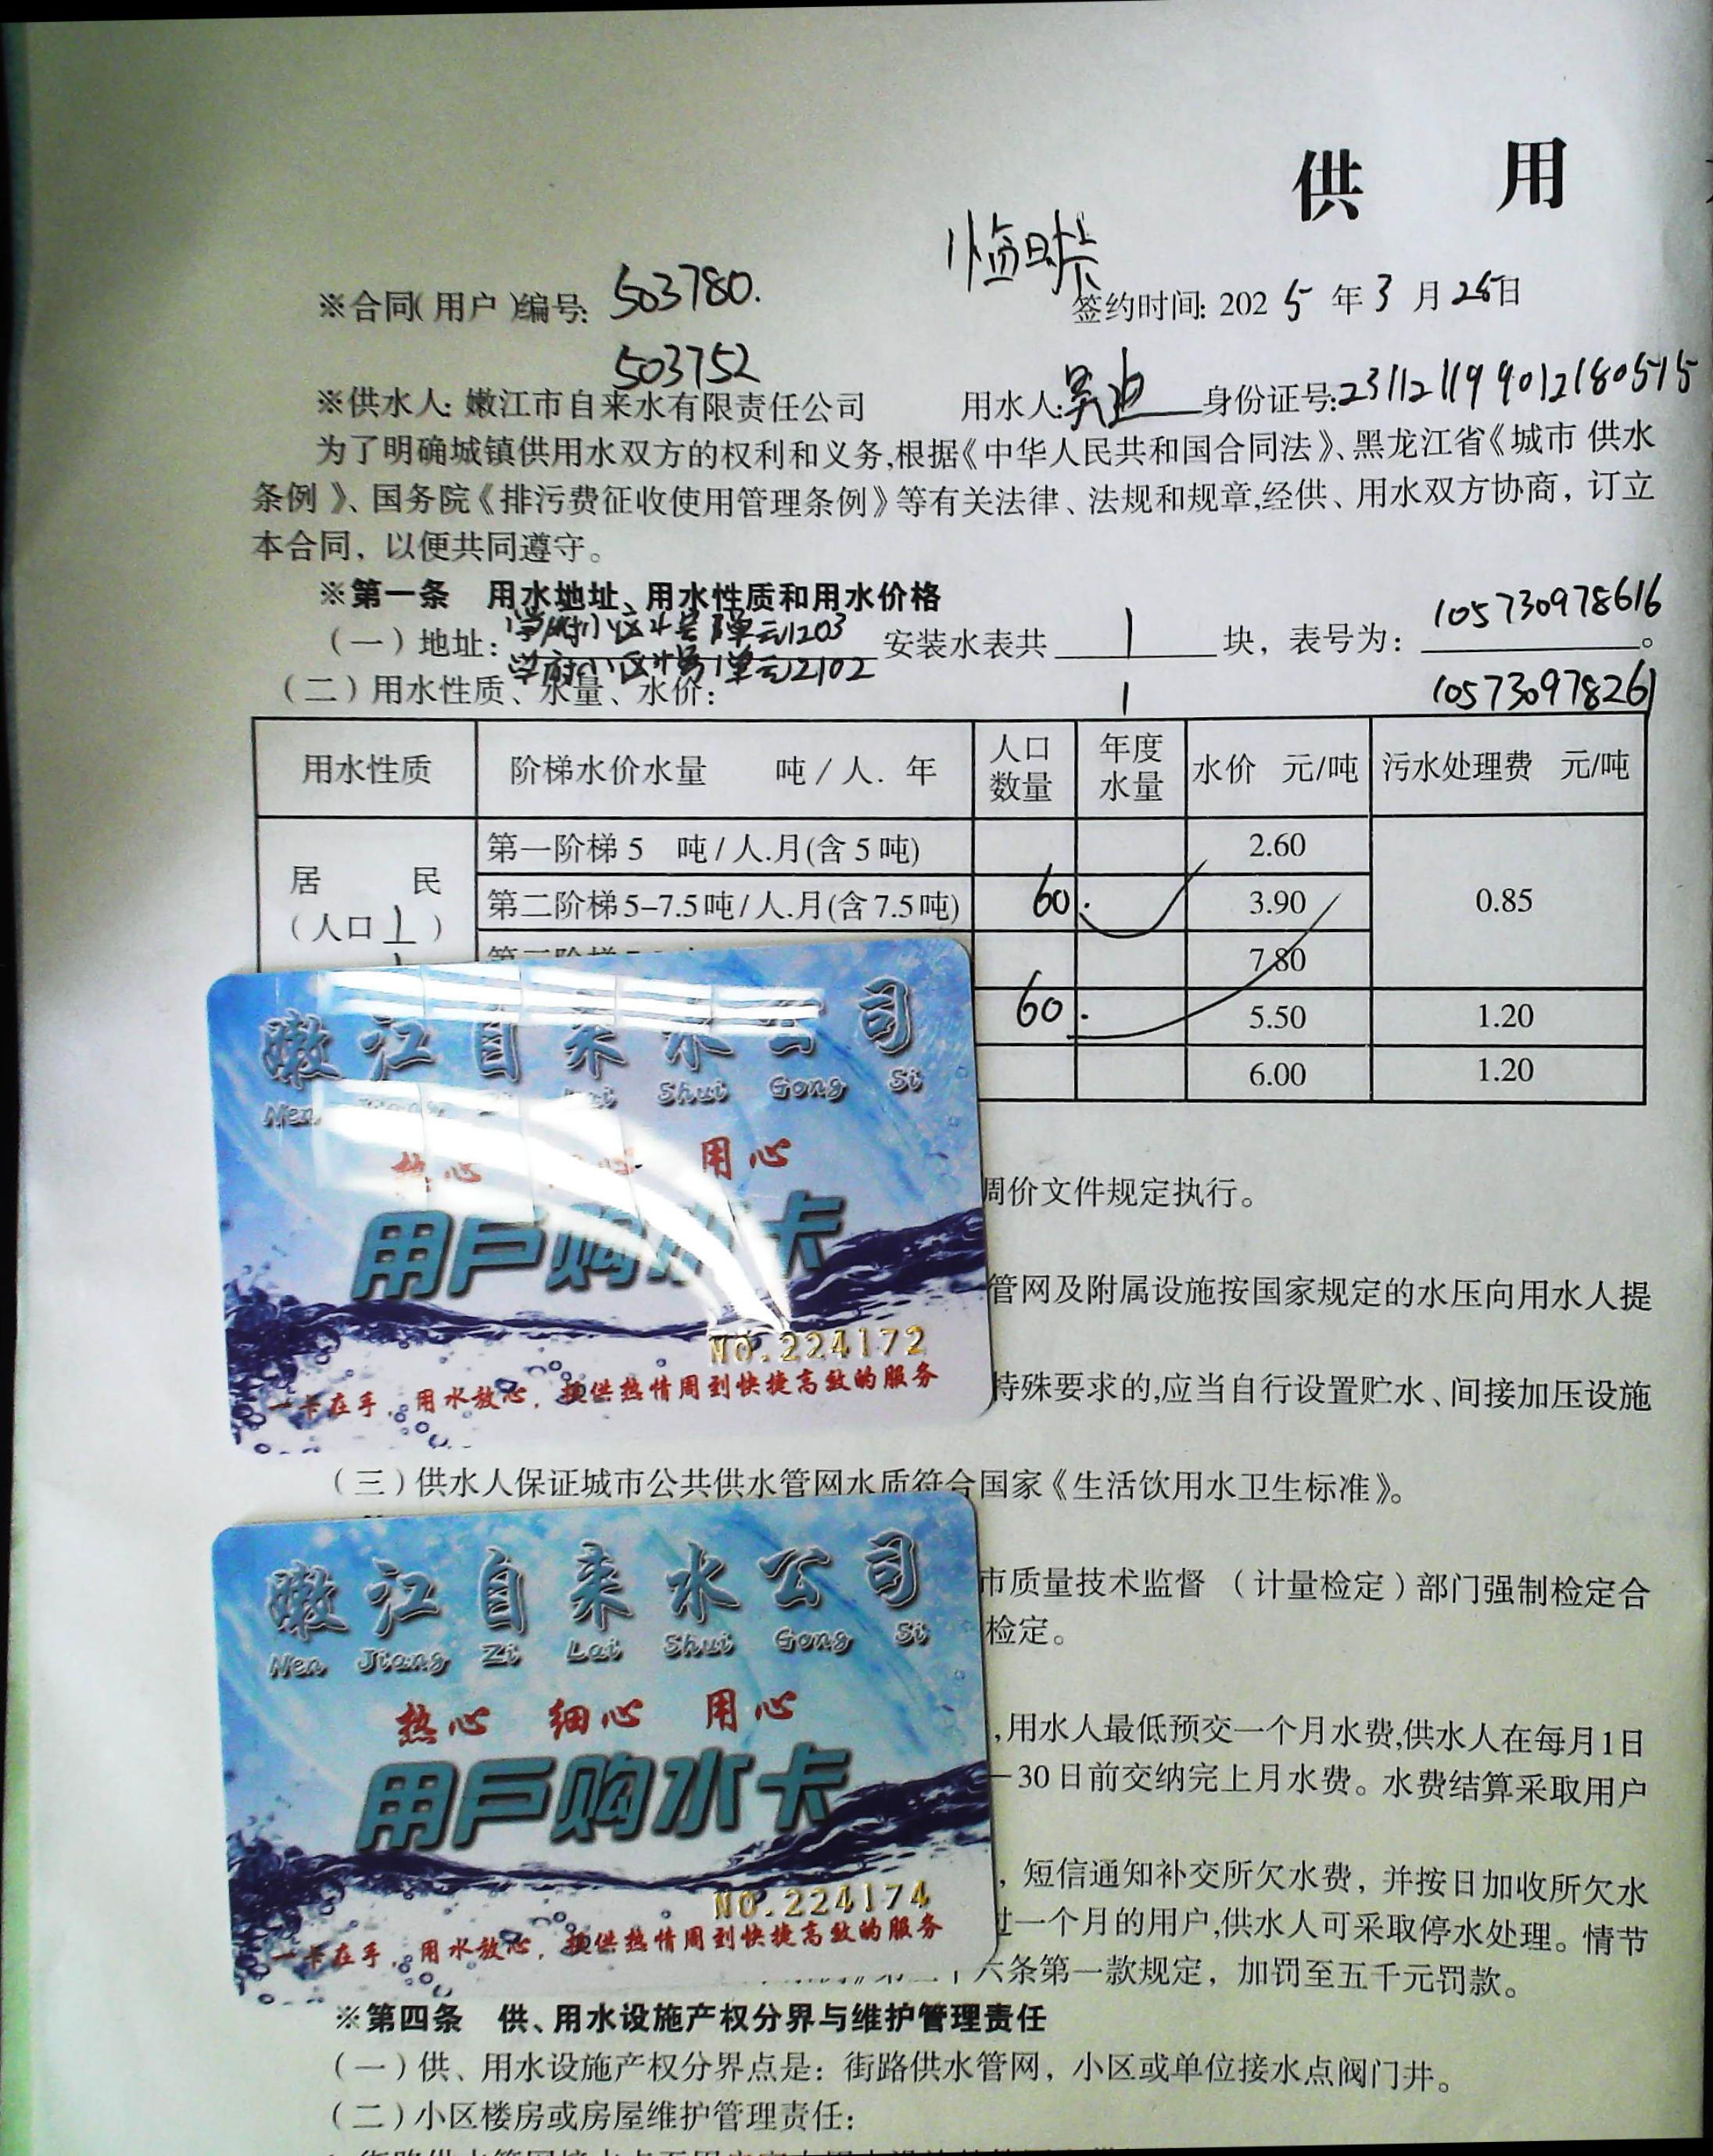 供 用
临时卡
※合同(用户)编号: 503780. 签约时间: 2025年3月25日
503752
※供水人: 嫩江市自来水有限责任公司 用水人:吴迪 身份证号:231121199012180515
为了明确城镇供用水双方的权利和义务,根据《中华人民共和国合同法》、黑龙江省《城市 供水
条例》、国务院《排污费征收使用管理条例》等有关法律、法规和规章,经供、用水双方协商，订立
本合同，以便共同遵守。
※第一条 用水地址、用水性质和用水价格
105730978616
(一)地址: 1单元1203 安装水表共 1 块，表号为: 。
1单元2102
(二)用水性质、水量、水价: 1 105730978261
用水性质 阶梯水价水量 吨/人. 年 人口数量 年度水量 水价 元/吨 污水处理费 元/吨
居 民
(人口1)
第一阶梯 5 吨/人.月(含5吨) 2.60
第二阶梯5-7.5吨/人.月(含7.5吨) 60. 3.90 0.85
7.80
60. 5.50 1.20
6.00 1.20
调价文件规定执行。
管网及附属设施按国家规定的水压向用水人提
特殊要求的,应当自行设置贮水、间接加压设施
嫩江自来水公司
Nen Shui Gong Si
热心 用心
用户购水卡
NO.224172
一卡在手，用水放心，提供热情周到快捷高效的服务
(三)供水人保证城市公共供水管网水质符合国家《生活饮用水卫生标准》。
市质量技术监督 (计量检定)部门强制检定合
检定。
,用水人最低预交一个月水费,供水人在每月1日
—30日前交纳完上月水费。水费结算采取用户
，短信通知补交所欠水费，并按日加收所欠水
过一个月的用户,供水人可采取停水处理。情节
六条第一款规定，加罚至五千元罚款。
嫩江自来水公司
Nen Jiang Zi Lai Shui Gong Si
热心 细心 用心
用户购水卡
NO.224174
一卡在手，用水放心，提供热情周到快捷高效的服务
※第四条 供、用水设施产权分界与维护管理责任
(一)供、用水设施产权分界点是: 街路供水管网，小区或单位接水点阀门井。
(二)小区楼房或房屋维护管理责任: